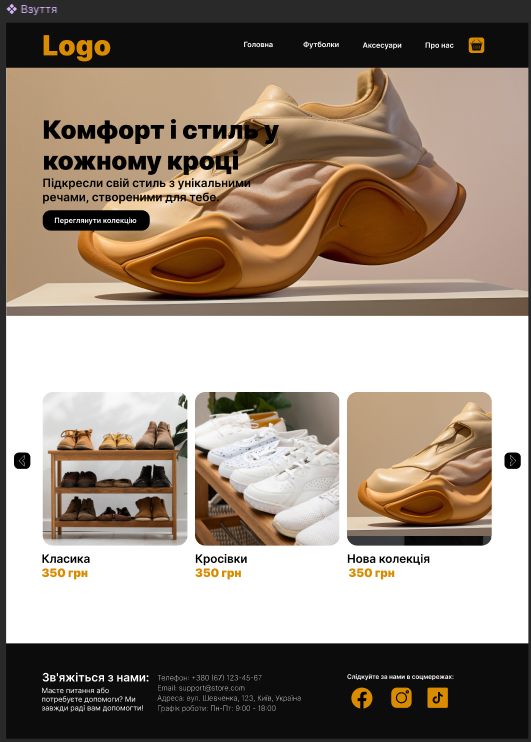 Взуття
Logo
Головна
Футболки
Аксесуари
Про нас
Комфорт і стиль у
кожному кроці
Підкресли свій стиль з унікальними
речами, створеними для тебе.
Переглянути колекцію
Класика
350 грн
Кросівки
350 грн
Нова колекція
350 грн
Зв'яжіться з нами:
Маєте питання або
потребуєте допомоги? Ми
завжди раді вам допомогти!
Телефон: +380 (67) 123-45-67
Email: support@store.com
Адреса: вул. Шевченка, 123, Київ, Україна
Графік роботи: Пн-Пт: 9:00 - 18:00
Слідкуйте за нами в соцмережах: